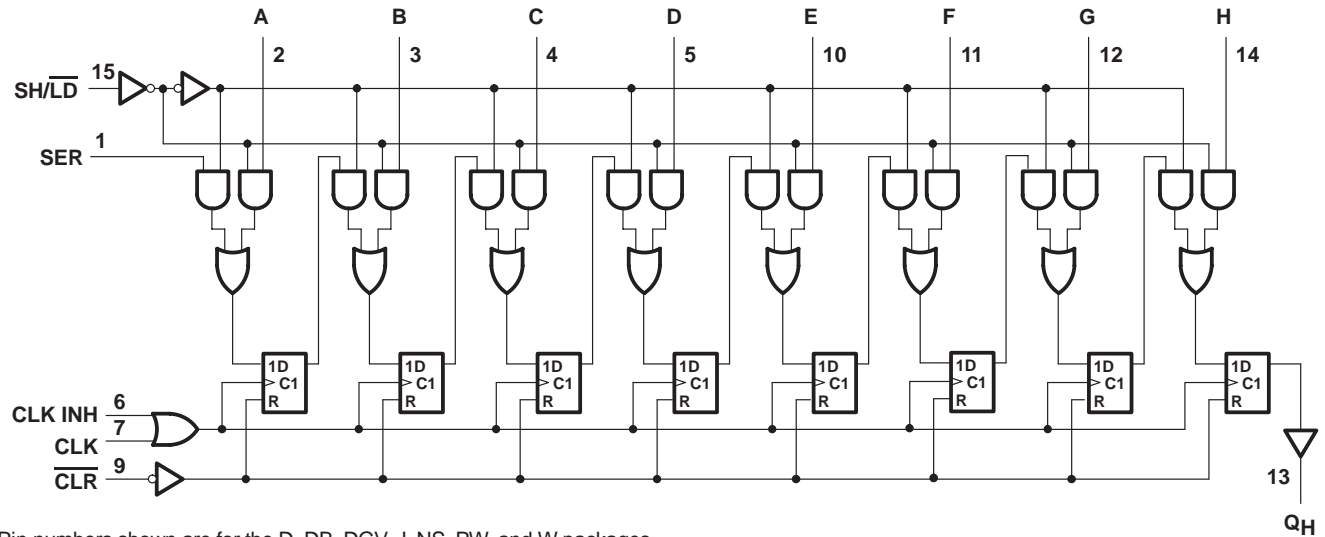 A B C D E F G H
2 3 4 5 10 11 12 14
15
SH/LD
1
SER
1D 1D 1D 1D 1D 1D 1D 1D
C1 C1 C1 C1 C1 C1 C1 C1
R R R R R R R R
6
CLK INH
7
CLK
9
CLR
13
QH
Pin numbers shown are for the D, DB, DGV, J, NS, PW, and W packages